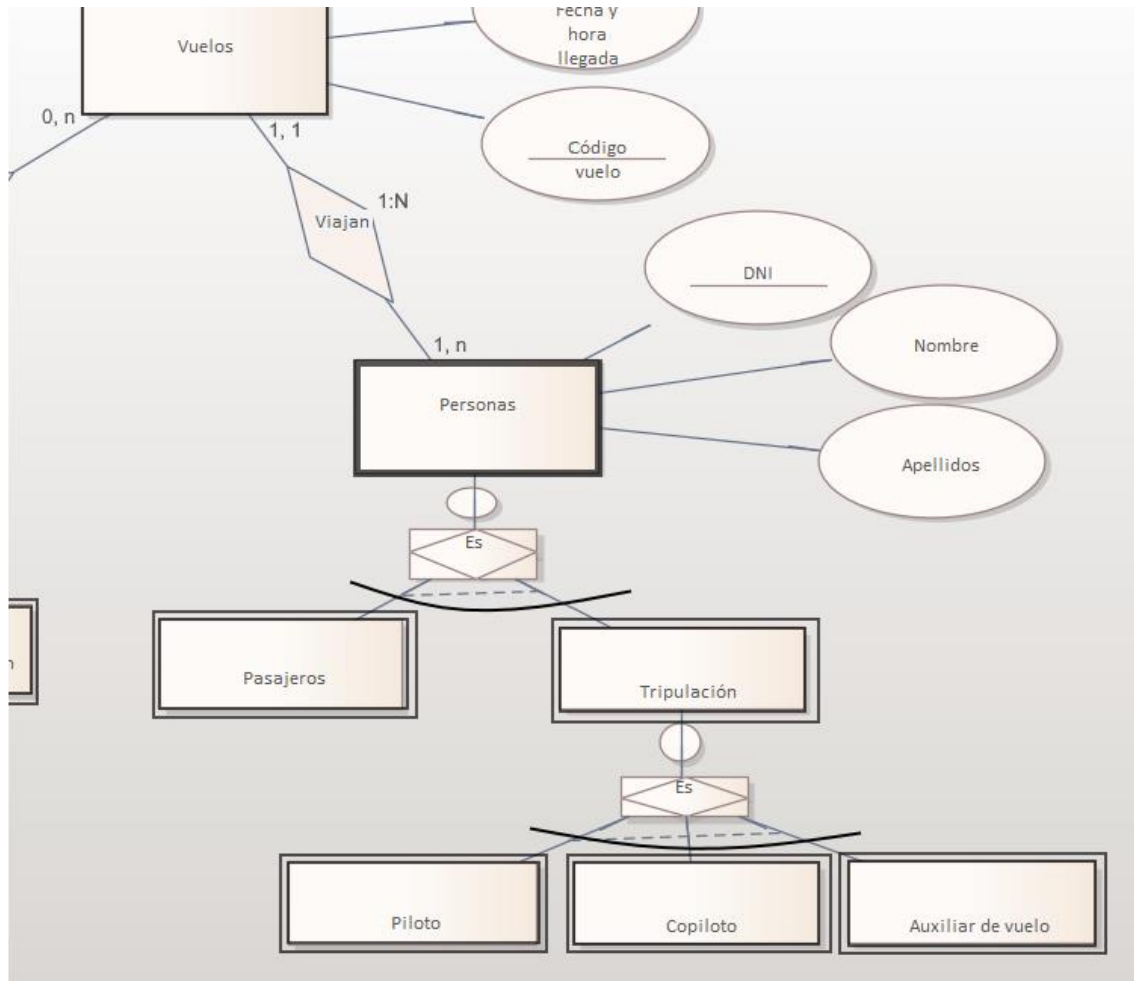 Fecha y
hora
llegada
Vuelos
0, n
1, 1
Código
vuelo
1:N
Viajan
DNI
1, n
Nombre
Personas
Apellidos
Es
Pasajeros
Tripulación
Es
Piloto
Copiloto
Auxiliar de vuelo